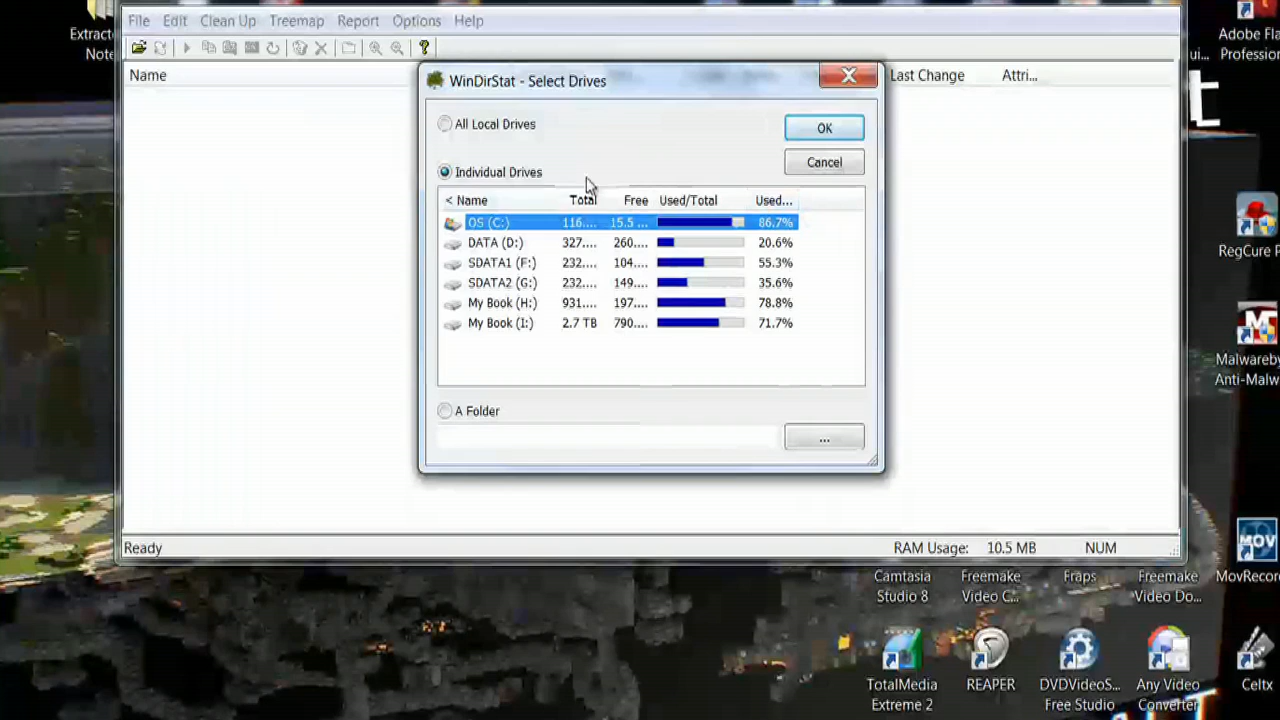 File Edit Clean Up Treemap Report Options Help
Name Last Change Attri...
WinDirStat - Select Drives
All Local Drives
OK
Cancel
Individual Drives
< Name Total Free Used/Total Used...
OS (C:) 116.... 15.5 ... 86.7%
DATA (D:) 327.... 260.... 20.6%
SDATA1 (F:) 232.... 104.... 55.3%
SDATA2 (G:) 232.... 149.... 35.6%
My Book (H:) 931.... 197.... 78.8%
My Book (I:) 2.7 TB 790.... 71.7%
A Folder
...
Ready RAM Usage: 10.5 MB NUM
Extract
Note
Adobe Fla
Professio
RegCure P
Malwareby
Anti-Malw
MOV
MovRecor
Camtasia
Studio 8
Freemake
Video C...
Fraps
Freemake
Video Do...
TotalMedia
Extreme 2
REAPER
DVDVideoS...
Free Studio
Any Video
Converter
Celtx